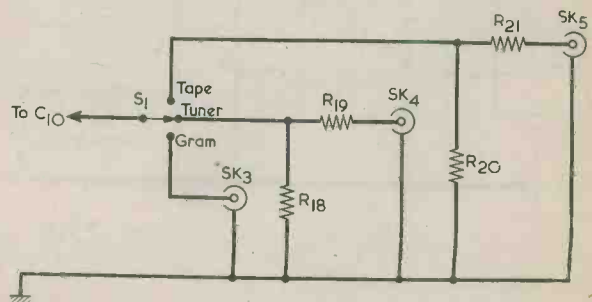 R21
SK5
Tape
S1
To C10
Tuner
R19
SK4
Gram
R20
SK3
R18